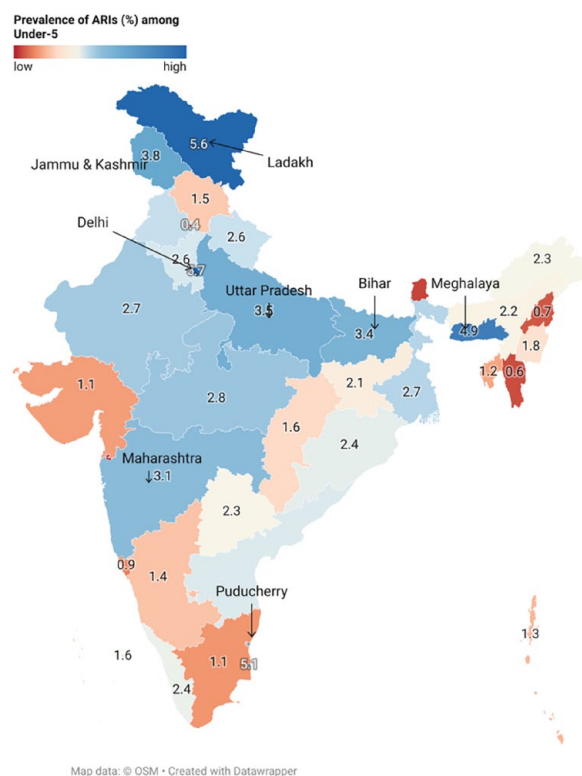 Prevalence of ARIs (%) among
Under-5
low high
5.6
Ladakh
3.8
Jammu & Kashmir
1.5
0.4
Delhi
2.6
2.6
2.3
2.7
Uttar Pradesh
Bihar
Meghalaya
3.5
3.4
4.9
2.2
0.7
1.8
1.1
2.8
2.1
2.7
1.2
0.6
1.6
2.4
Maharashtra
3.1
2.3
0.9
1.4
Puducherry
1.3
1.6
1.1
5.1
2.4
Map data: © OSM • Created with Datawrapper